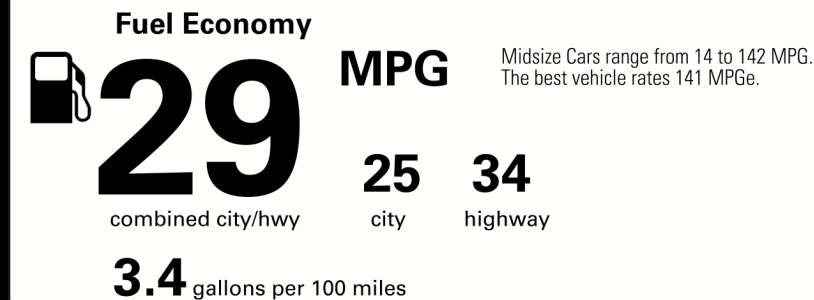 Fuel Economy
29
MPG
Midsize Cars range from 14 to 142 MPG.
The best vehicle rates 141 MPGe.
25 34
combined city/hwy city highway
3.4 gallons per 100 miles